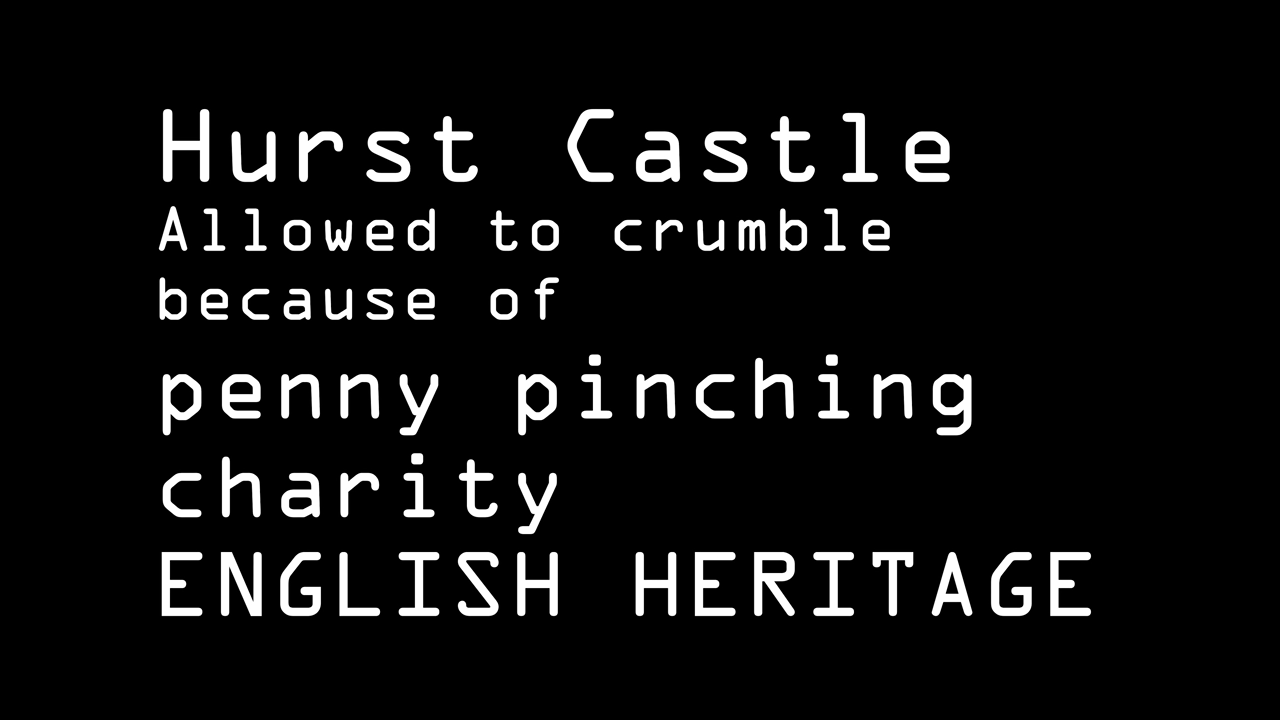 Hurst Castle
Allowed to crumble
because of
penny pinching
charity
ENGLISH HERITAGE